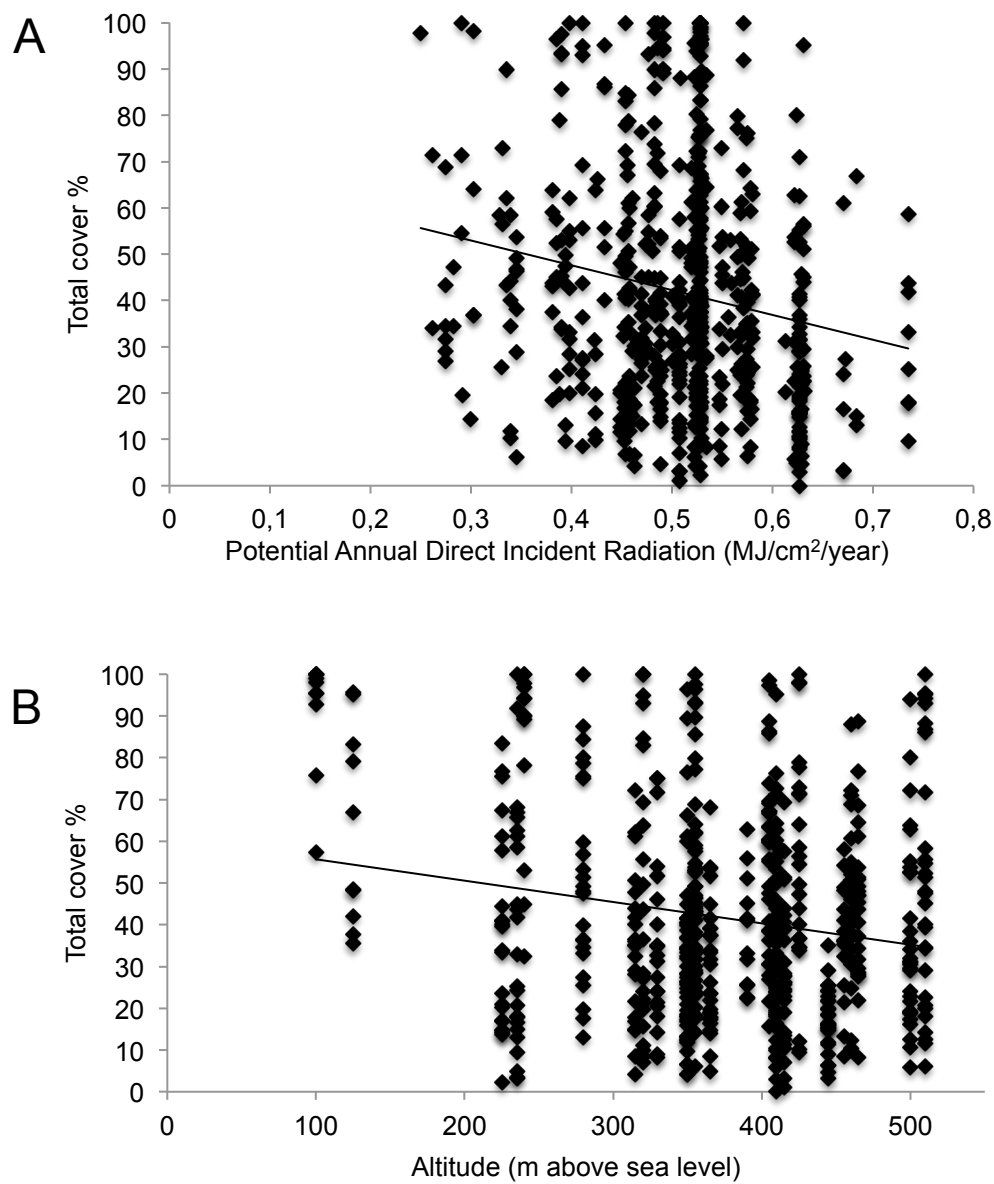 A
100
90
80
70
60
50
40
30
20
10
0
Total cover %
0 0,1 0,2 0,3 0,4 0,5 0,6 0,7 0,8
Potential Annual Direct Incident Radiation (MJ/cm²/year)
B
100
90
80
70
60
50
40
30
20
10
0
Total cover %
0 100 200 300 400 500
Altitude (m above sea level)